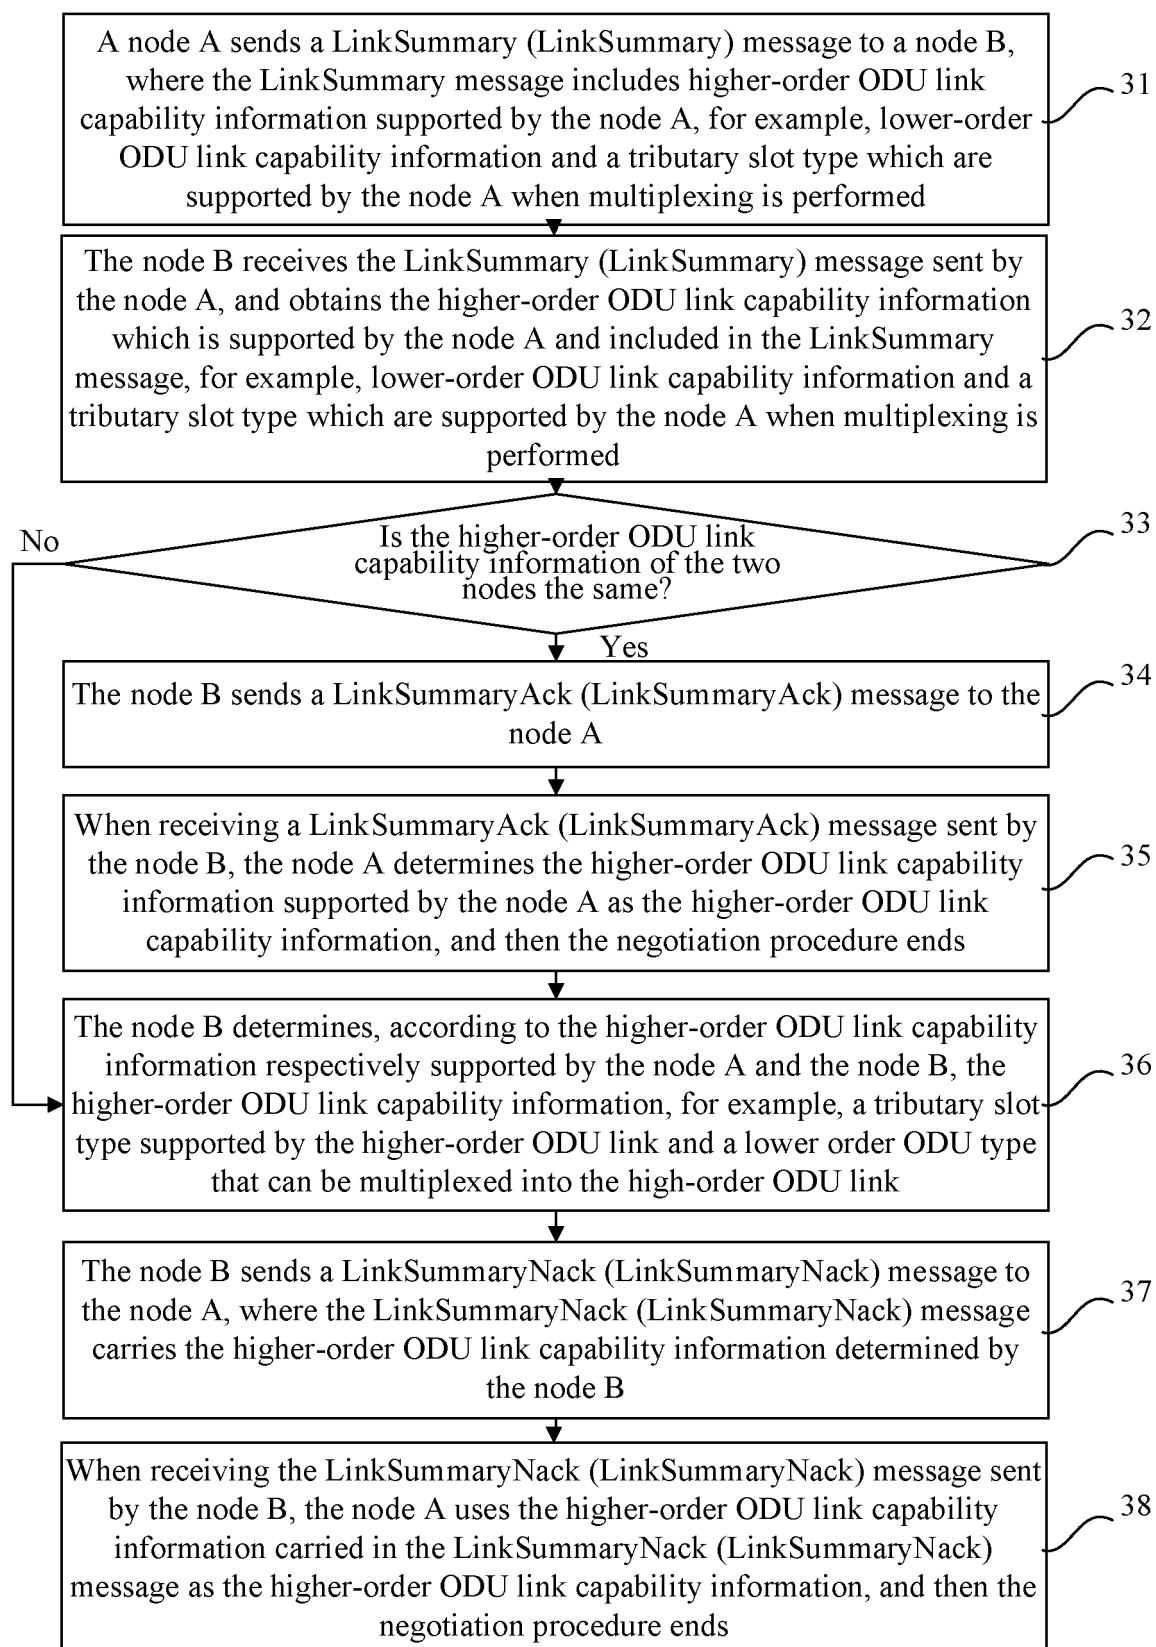 A node A sends a LinkSummary (LinkSummary) message to a node B,
where the LinkSummary message includes higher-order ODU link
capability information supported by the node A, for example, lower-order
ODU link capability information and a tributary slot type which are
supported by the node A when multiplexing is performed
31
The node B receives the LinkSummary (LinkSummary) message sent by
the node A, and obtains the higher-order ODU link capability information
which is supported by the node A and included in the LinkSummary
message, for example, lower-order ODU link capability information and a
tributary slot type which are supported by the node A when multiplexing is
performed
32
Is the higher-order ODU link
capability information of the two
nodes the same?
33
No
Yes
The node B sends a LinkSummaryAck (LinkSummaryAck) message to the
node A
34
When receiving a LinkSummaryAck (LinkSummaryAck) message sent by
the node B, the node A determines the higher-order ODU link capability
information supported by the node A as the higher-order ODU link
capability information, and then the negotiation procedure ends
35
The node B determines, according to the higher-order ODU link capability
information respectively supported by the node A and the node B, the
higher-order ODU link capability information, for example, a tributary slot
type supported by the higher-order ODU link and a lower order ODU type
that can be multiplexed into the high-order ODU link
36
The node B sends a LinkSummaryNack (LinkSummaryNack) message to
the node A, where the LinkSummaryNack (LinkSummaryNack) message
carries the higher-order ODU link capability information determined by
the node B
37
When receiving the LinkSummaryNack (LinkSummaryNack) message sent
by the node B, the node A uses the higher-order ODU link capability
information carried in the LinkSummaryNack (LinkSummaryNack)
message as the higher-order ODU link capability information, and then the
negotiation procedure ends
38